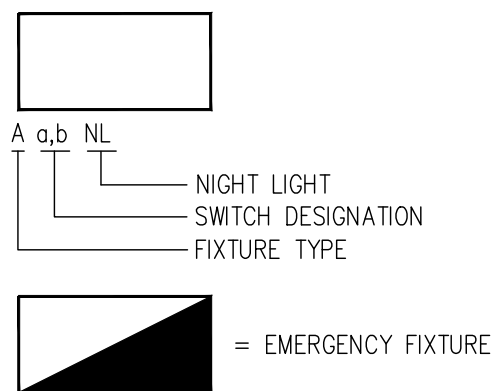 A a,b NL
NIGHT LIGHT
SWITCH DESIGNATION
FIXTURE TYPE
= EMERGENCY FIXTURE